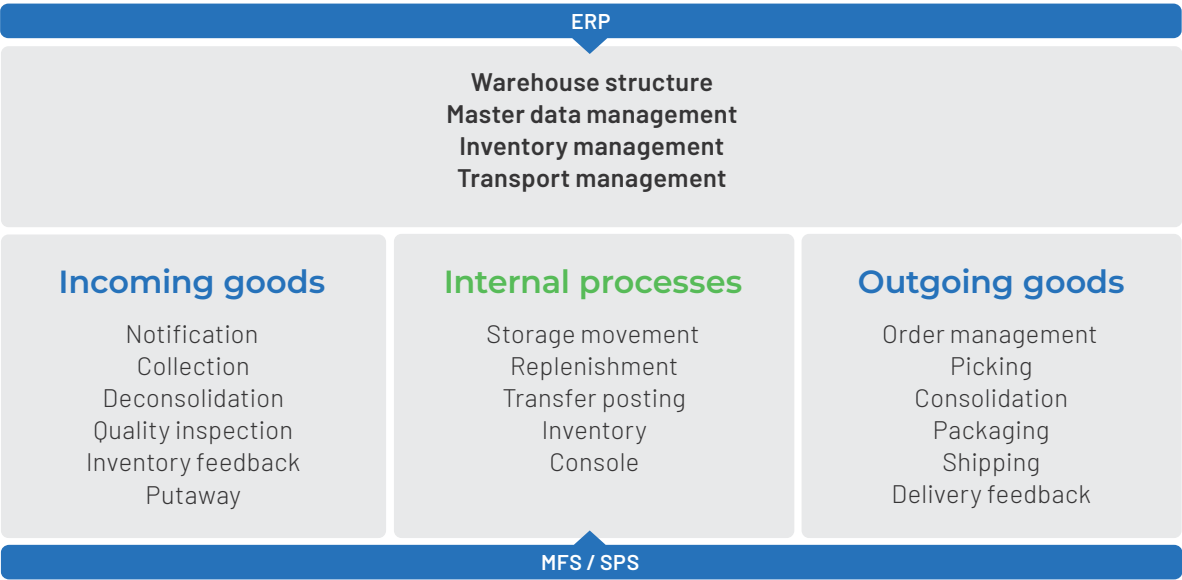 ERP
Warehouse structure
Master data management
Inventory management
Transport management
Incoming goods
Notification
Collection
Deconsolidation
Quality inspection
Inventory feedback
Putaway
Internal processes
Storage movement
Replenishment
Transfer posting
Inventory
Console
Outgoing goods
Order management
Picking
Consolidation
Packaging
Shipping
Delivery feedback
MFS / SPS